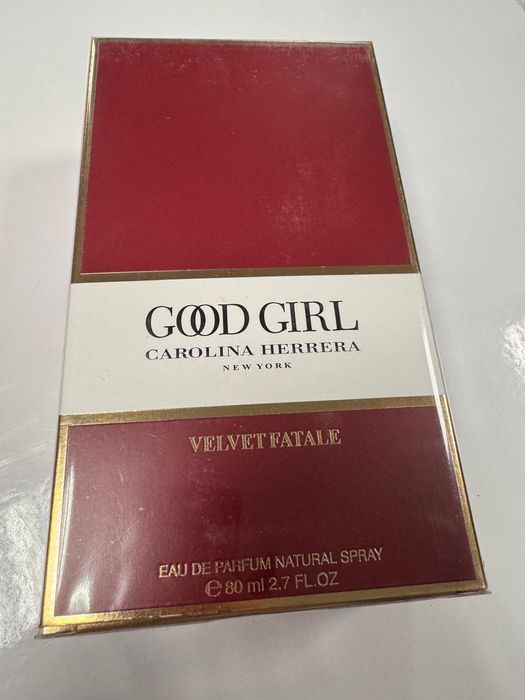 GOOD GIRL
CAROLINA HERRERA
NEW YORK
VELVET FATALE
EAU DE PARFUM NATURAL SPRAY
℮ 80 ml 2.7 FL.OZ